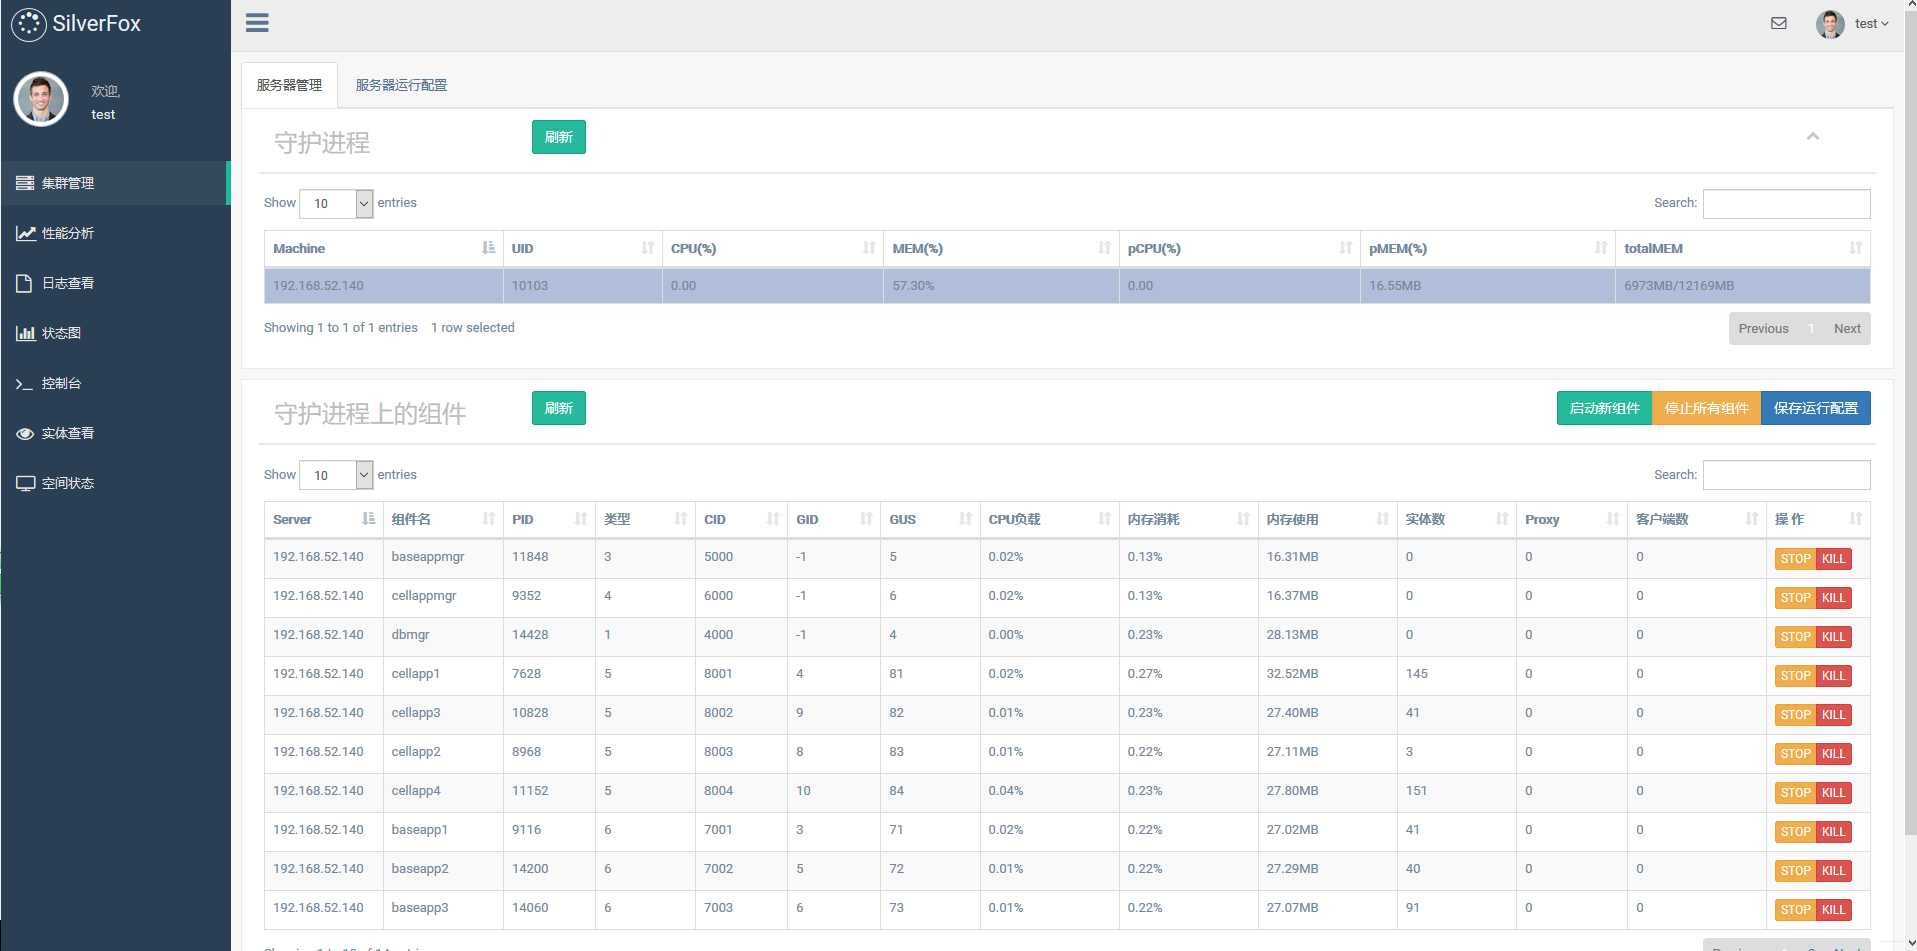 SilverFox
test
欢迎,
test
集群管理
性能分析
日志查看
状态图
控制台
实体查看
空间状态
服务器管理 服务器运行配置
守护进程 刷新
Show 10 entries Search:
Machine UID CPU(%) MEM(%) pCPU(%) pMEM(%) totalMEM
192.168.52.140 10103 0.00 57.30% 0.00 16.55MB 6973MB/12169MB
Showing 1 to 1 of 1 entries 1 row selected Previous 1 Next
守护进程上的组件 刷新 启动新组件 停止所有组件 保存运行配置
Show 10 entries Search:
Server 组件名 PID 类型 CID GID GUS CPU负载 内存消耗 内存使用 实体数 Proxy 客户端数 操 作
192.168.52.140 baseappmgr 11848 3 5000 -1 5 0.02% 0.13% 16.31MB 0 0 0 STOP KILL
192.168.52.140 cellappmgr 9352 4 6000 -1 6 0.02% 0.13% 16.37MB 0 0 0 STOP KILL
192.168.52.140 dbmgr 14428 1 4000 -1 4 0.00% 0.23% 28.13MB 0 0 0 STOP KILL
192.168.52.140 cellapp1 7628 5 8001 4 81 0.02% 0.27% 32.52MB 145 0 0 STOP KILL
192.168.52.140 cellapp3 10828 5 8002 9 82 0.01% 0.23% 27.40MB 41 0 0 STOP KILL
192.168.52.140 cellapp2 8968 5 8003 8 83 0.01% 0.22% 27.11MB 3 0 0 STOP KILL
192.168.52.140 cellapp4 11152 5 8004 10 84 0.04% 0.23% 27.80MB 151 0 0 STOP KILL
192.168.52.140 baseapp1 9116 6 7001 3 71 0.02% 0.22% 27.02MB 41 0 0 STOP KILL
192.168.52.140 baseapp2 14200 6 7002 5 72 0.01% 0.22% 27.29MB 40 0 0 STOP KILL
192.168.52.140 baseapp3 14060 6 7003 6 73 0.01% 0.22% 27.07MB 91 0 0 STOP KILL